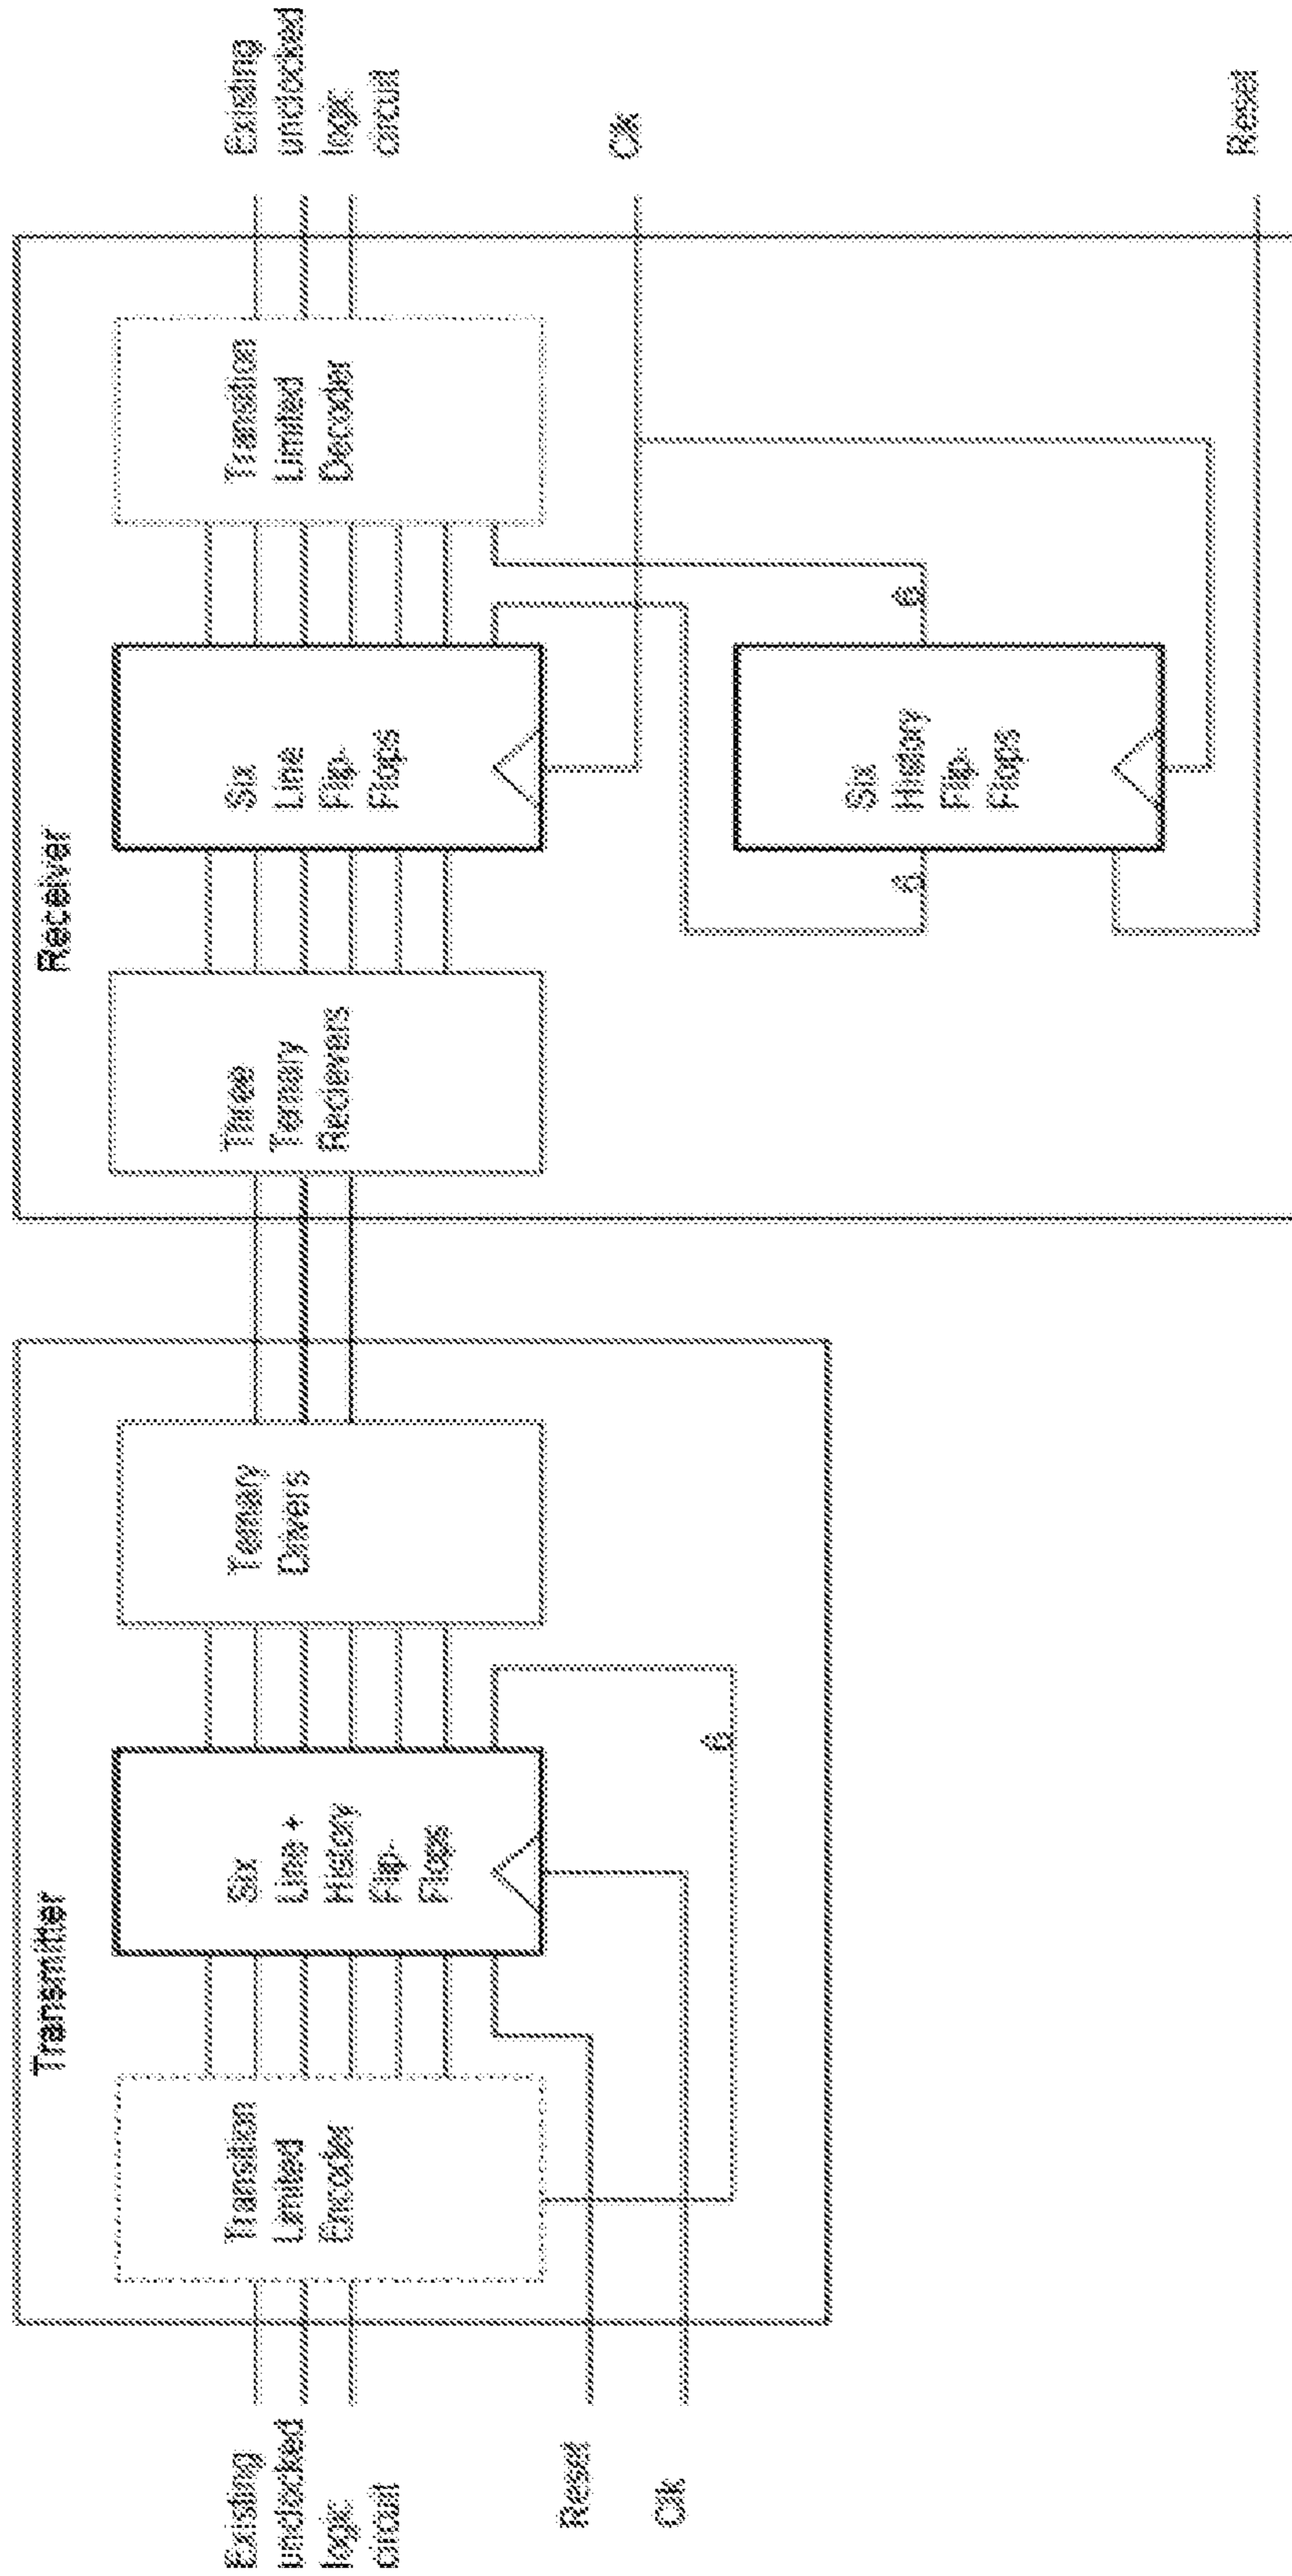 Transmitter
Existing
unclocked
logic
circuit
Reset
Clk
Transition
Limited
Encoder
Six
Line +
History
Flip-
Flops
6
Ternary
Drivers
Receiver
Three
Ternary
Recievers
Six
Line
Flip-
Flops
6
Six
History
Flip-
Flops
6
Transition
Limited
Decoder
Existing
unclocked
logic
circuit
Clk
Reset